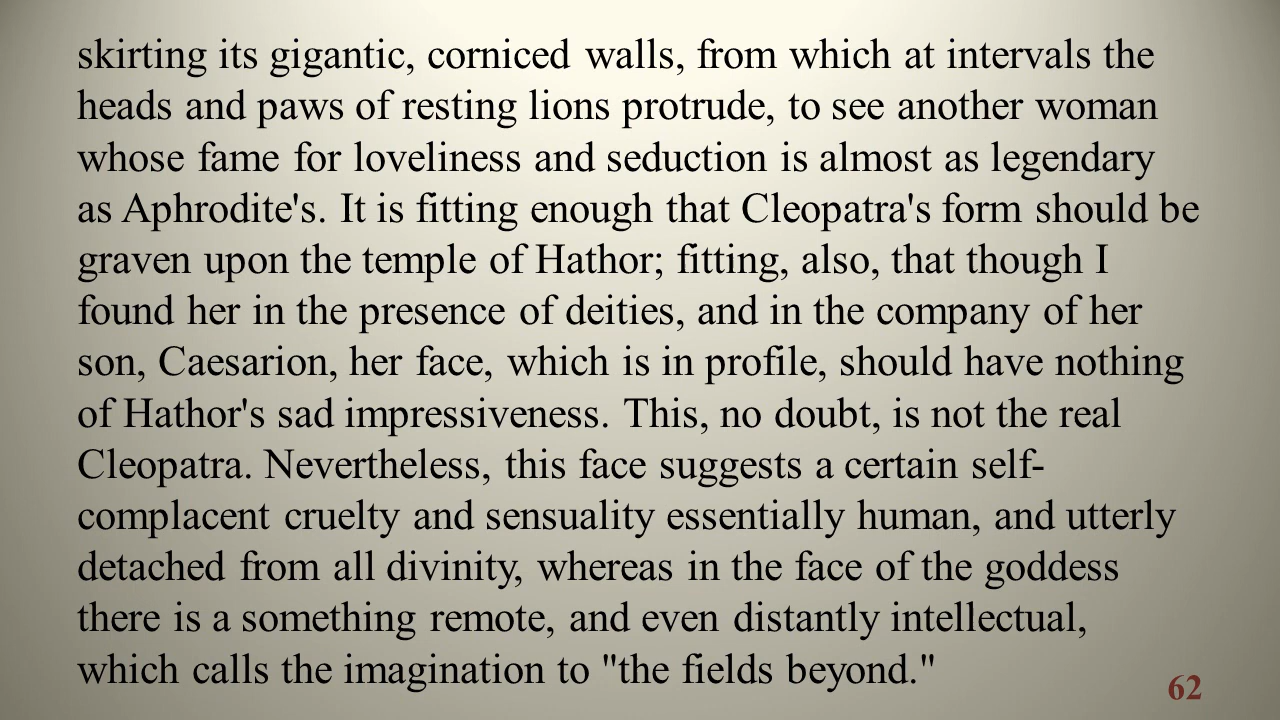 skirting its gigantic, corniced walls, from which at intervals the
heads and paws of resting lions protrude, to see another woman
whose fame for loveliness and seduction is almost as legendary
as Aphrodite's. It is fitting enough that Cleopatra's form should be
graven upon the temple of Hathor; fitting, also, that though I
found her in the presence of deities, and in the company of her
son, Caesarion, her face, which is in profile, should have nothing
of Hathor's sad impressiveness. This, no doubt, is not the real
Cleopatra. Nevertheless, this face suggests a certain self-
complacent cruelty and sensuality essentially human, and utterly
detached from all divinity, whereas in the face of the goddess
there is a something remote, and even distantly intellectual,
which calls the imagination to "the fields beyond."
62